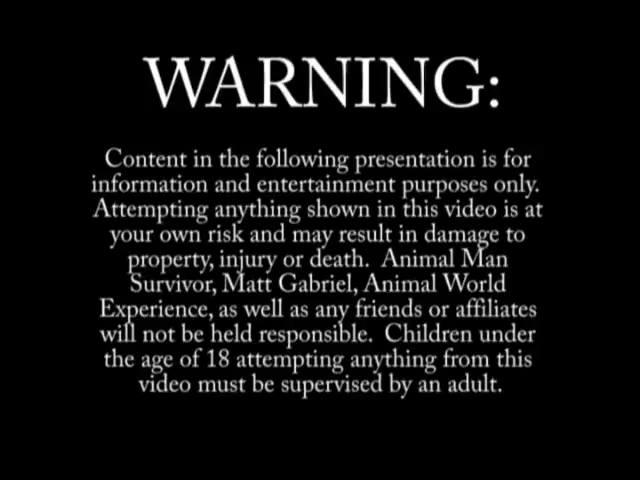 WARNING:
Content in the following presentation is for
information and entertainment purposes only.
Attempting anything shown in this video is at
your own risk and may result in damage to
property, injury or death.  Animal Man
Survivor, Matt Gabriel, Animal World
Experience, as well as any friends or affiliates
will not be held responsible.  Children under
the age of 18 attempting anything from this
video must be supervised by an adult.